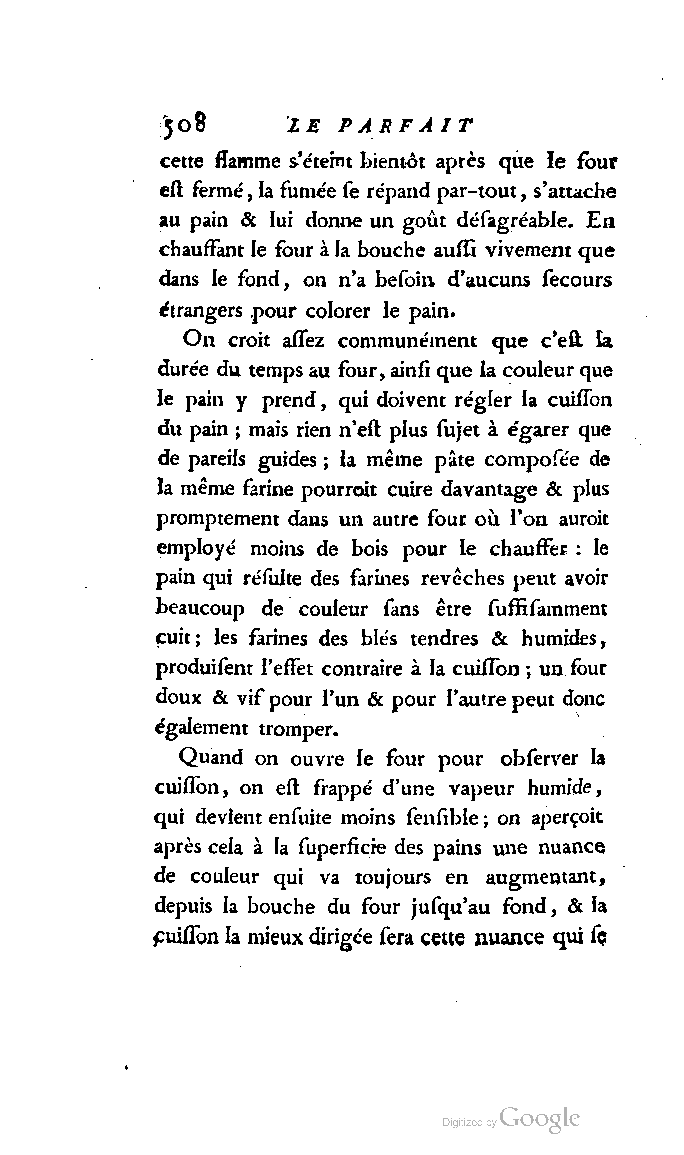 508 LE PARFAIT
cette flamme s'éteint bientôt après que le four
eſt fermé, la fumée ſe répand par-tout, s'attache
au pain & lui donne un goût déſagréable. En
chauffant le four à la bouche auſſi vivement que
dans le fond, on n'a beſoin d'aucuns ſecours
étrangers pour colorer le pain.
On croit aſſez communément que c'eſt la
durée du temps au four, ainſi que la couleur que
le pain y prend, qui doivent régler la cuiſſon
du pain ; mais rien n'eſt plus ſujet à égarer que
de pareils guides ; la même pâte compoſée de
la même farine pourroit cuire davantage & plus
promptement dans un autre four où l'on auroit
employé moins de bois pour le chauffer : le
pain qui réſulte des farines revêches peut avoir
beaucoup de couleur ſans être ſuffiſamment
cuit ; les farines des blés tendres & humides,
produiſent l'effet contraire à la cuiſſon ; un four
doux & vif pour l'un & pour l'autre peut donc
également tromper.
Quand on ouvre le four pour obſerver la
cuiſſon, on eſt frappé d'une vapeur humide,
qui devient enſuite moins ſenſible ; on aperçoit
après cela à la ſuperficie des pains une nuance
de couleur qui va toujours en augmentant,
depuis la bouche du four juſqu'au fond, & la
cuiſſon la mieux dirigée ſera cette nuance qui ſe
Digitized by Google